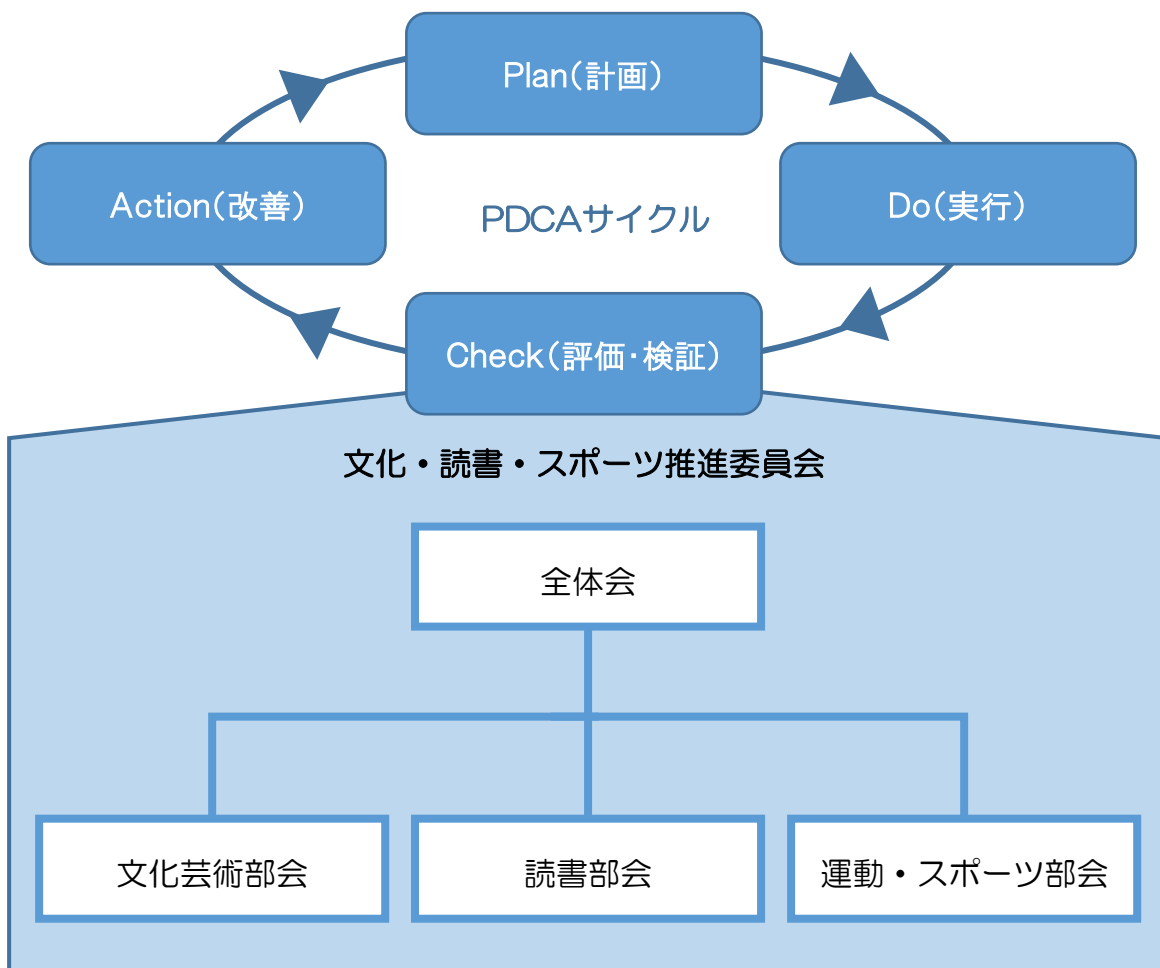 Plan（計画）
Action（改善）
PDCAサイクル
Do（実行）
Check（評価・検証）
文化・読書・スポーツ推進委員会
全体会
文化芸術部会
読書部会
運動・スポーツ部会